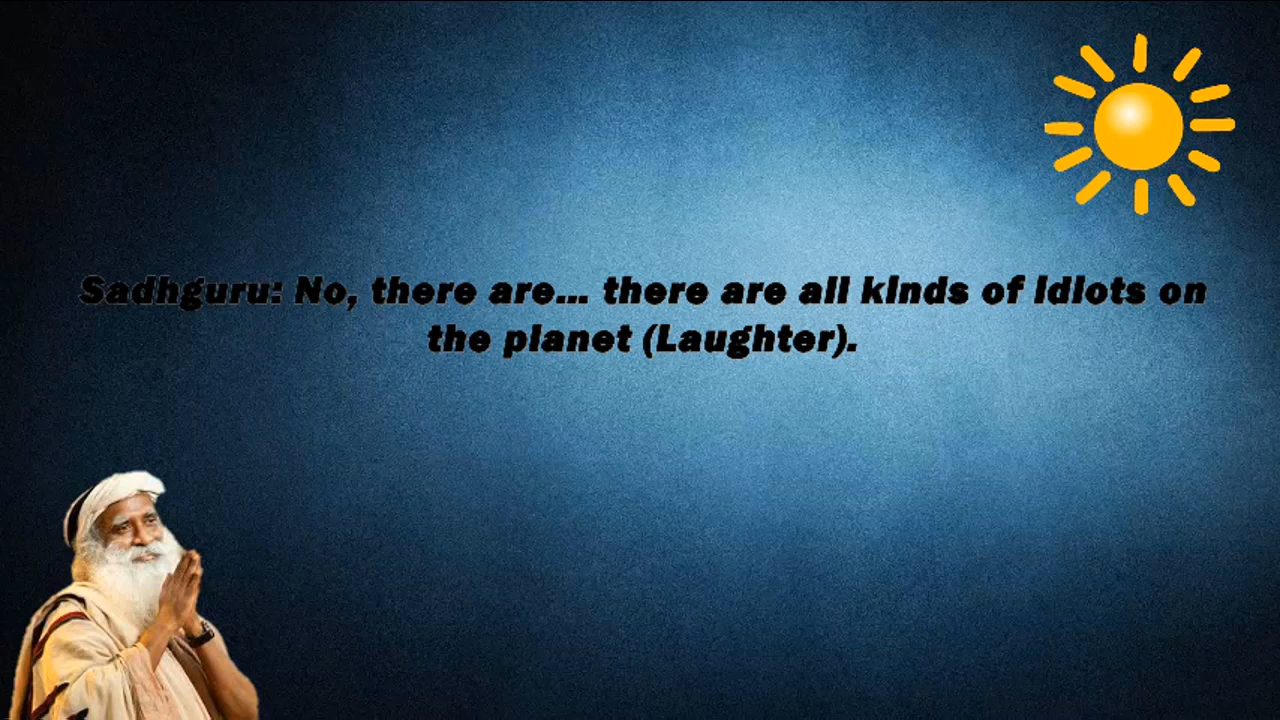 Sadhguru: No, there are... there are all kinds of idiots on
the planet (Laughter).